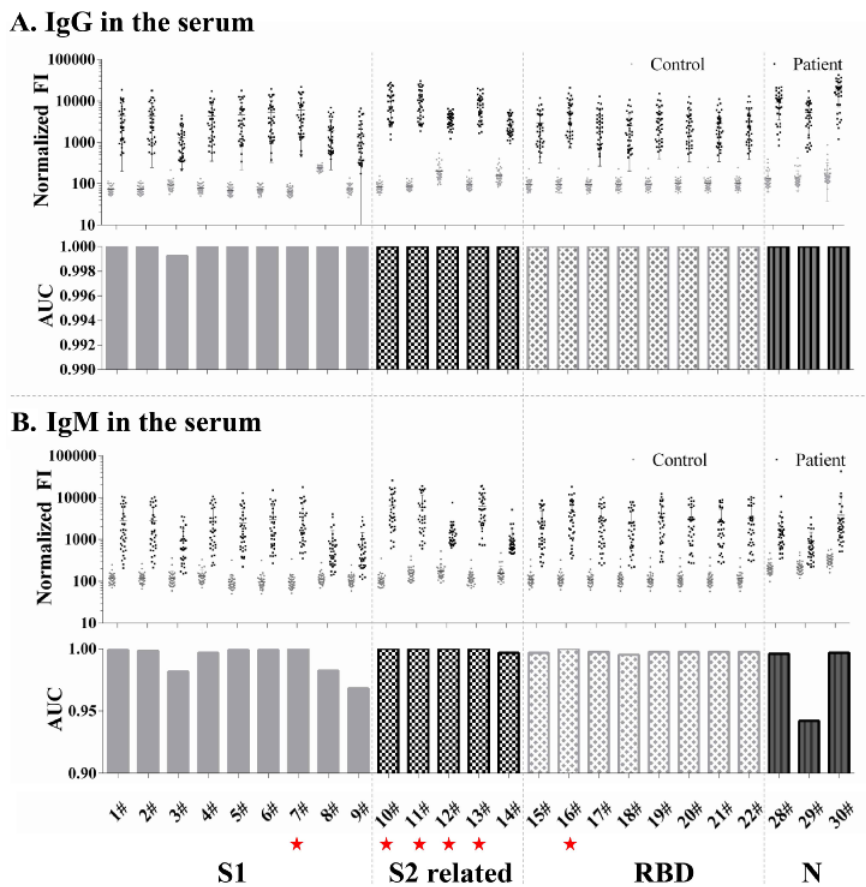 A. IgG in the serum
Control Patient
Normalized FI
100000
10000
1000
100
10
AUC
1.000
0.998
0.996
0.994
0.992
0.990
B. IgM in the serum
Control Patient
Normalized FI
100000
10000
1000
100
10
AUC
1.00
0.95
0.90
1# 2# 3# 4# 5# 6# 7# 8# 9# 10# 11# 12# 13# 14# 15# 16# 17# 18# 19# 20# 21# 22# 28# 29# 30#
S1 S2 related RBD N